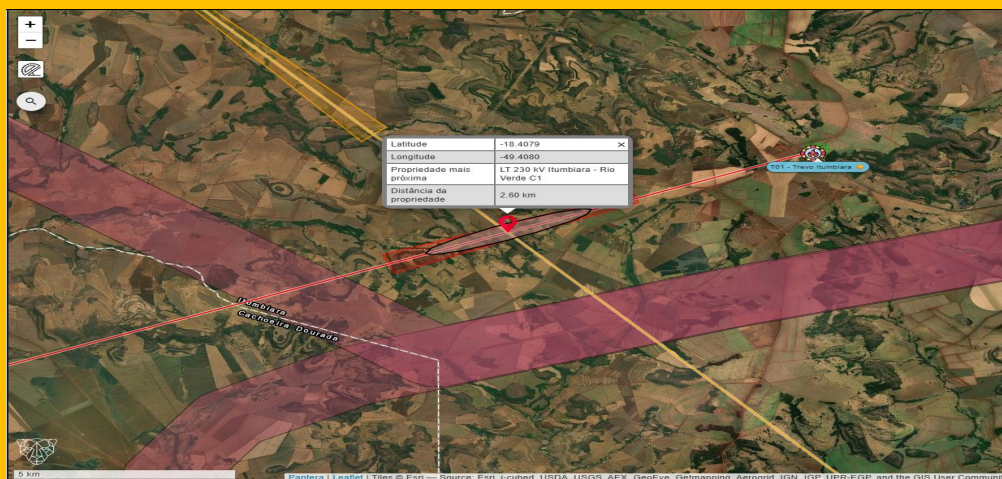 +
−
Latitude -18.4079 ×
Longitude -49.4080
Propriedade mais próxima LT 230 kV Itumbiara - Rio Verde C1
Distância da propriedade 2.60 km
T01 - Trevo Itumbiara
Itumbiara
Cachoeira Dourada
5 km
Pantera | Leaflet | Tiles © Esri — Source: Esri, i-cubed, USDA, USGS, AEX, GeoEye, Getmapping, Aerogrid, IGN, IGP, UPR-EGP, and the GIS User Communi